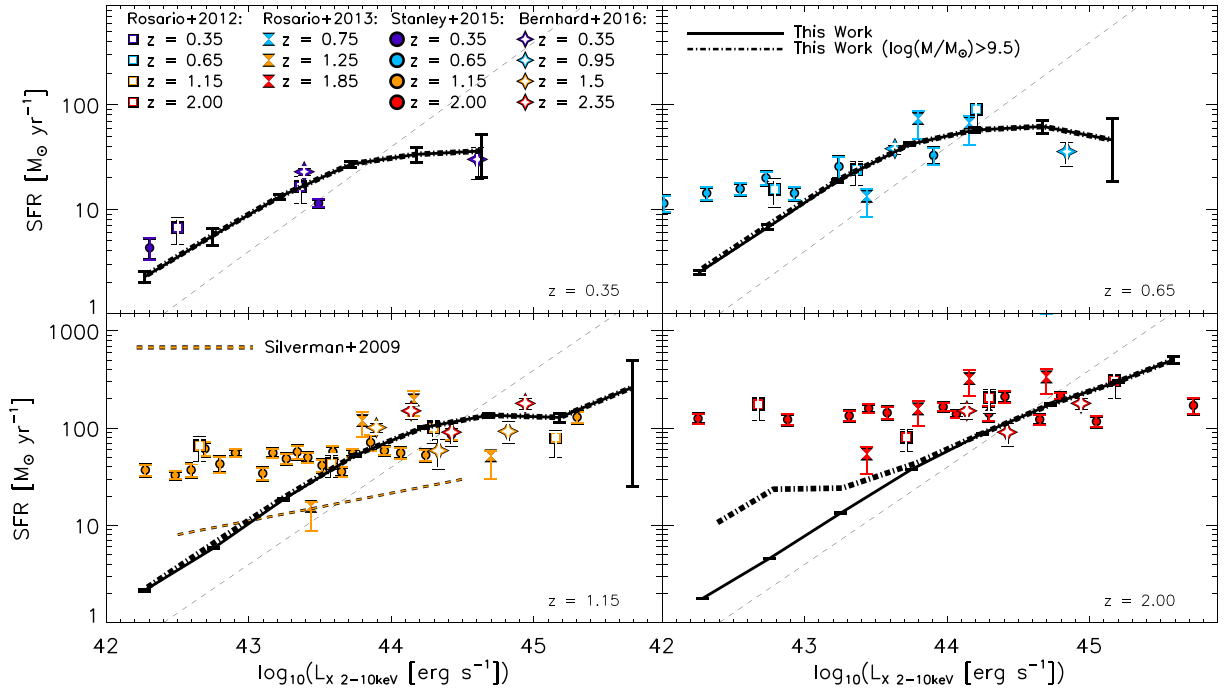 Rosario+2012: Rosario+2013: Stanley+2015: Bernhard+2016:
z = 0.35 z = 0.75 z = 0.35 z = 0.35
z = 0.65 z = 1.25 z = 0.65 z = 0.95
z = 1.15 z = 1.85 z = 1.15 z = 1.5
z = 2.00 z = 2.00 z = 2.35
This Work
This Work (log(M/M☉)>9.5)
SFR [M☉ yr⁻¹]
100
10
1
z = 0.35
z = 0.65
Silverman+2009
SFR [M☉ yr⁻¹]
1000
100
10
1
z = 1.15
z = 2.00
42 43 44 45 42 43 44 45
log₁₀(L_X 2−10keV [erg s⁻¹]) log₁₀(L_X 2−10keV [erg s⁻¹])